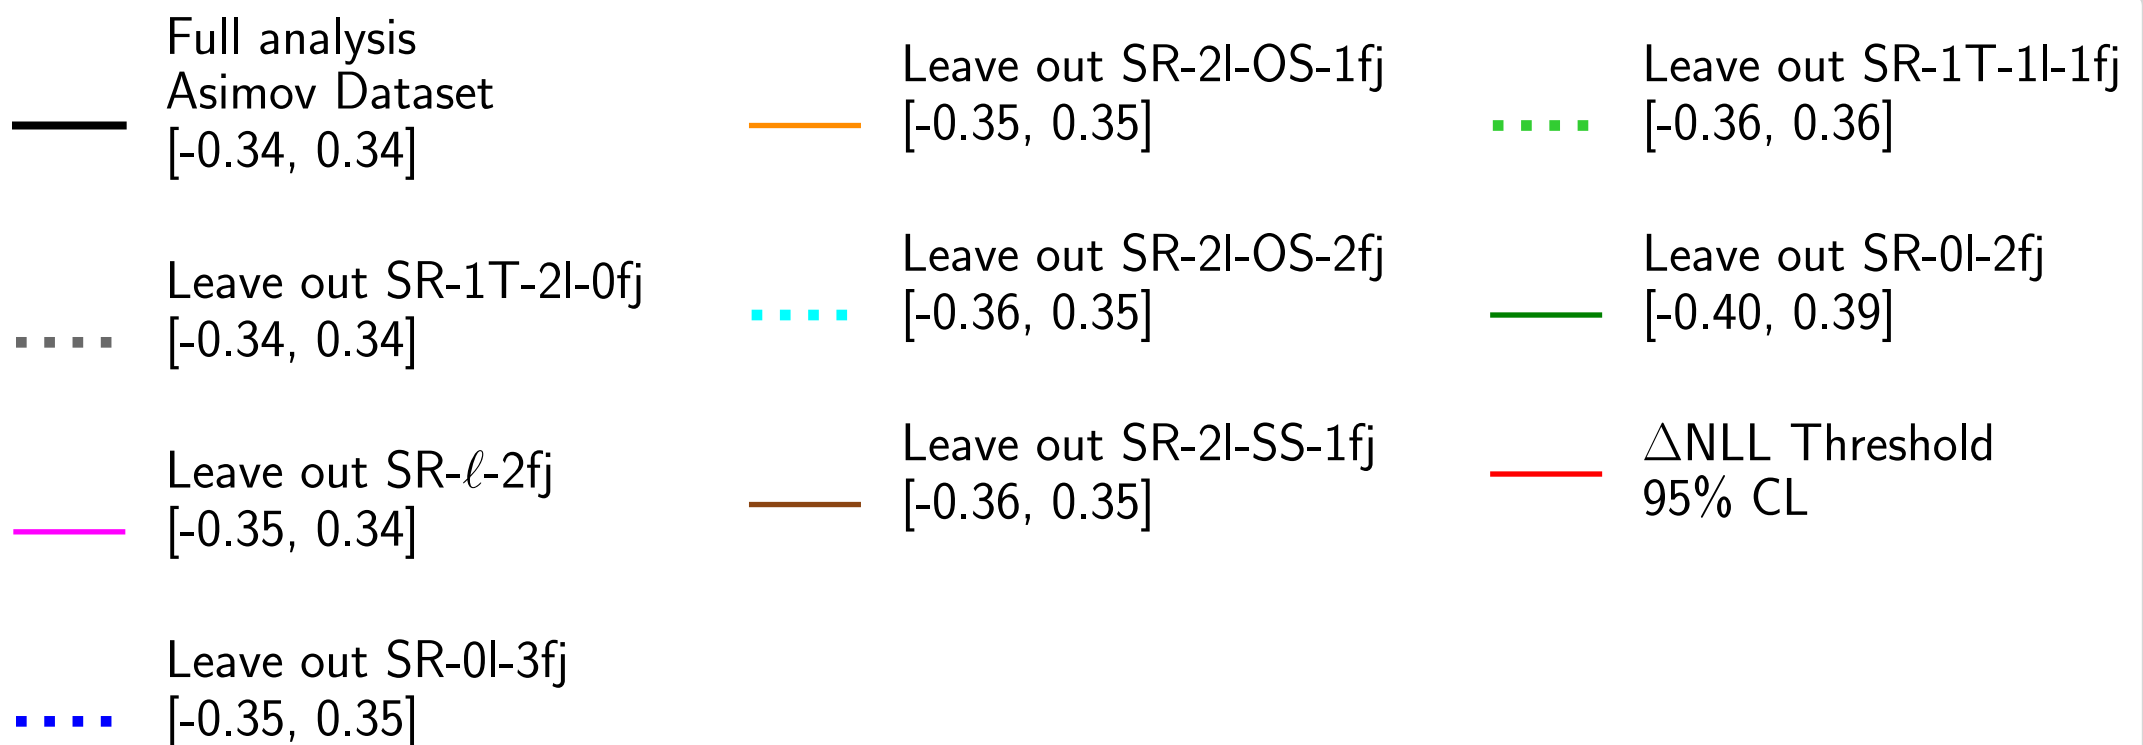 Full analysis
Asimov Dataset
[-0.34, 0.34]
Leave out SR-1T-2l-0fj
[-0.34, 0.34]
Leave out SR-ℓ-2fj
[-0.35, 0.34]
Leave out SR-0l-3fj
[-0.35, 0.35]
Leave out SR-2l-OS-1fj
[-0.35, 0.35]
Leave out SR-2l-OS-2fj
[-0.36, 0.35]
Leave out SR-2l-SS-1fj
[-0.36, 0.35]
Leave out SR-1T-1l-1fj
[-0.36, 0.36]
Leave out SR-0l-2fj
[-0.40, 0.39]
ΔNLL Threshold
95% CL